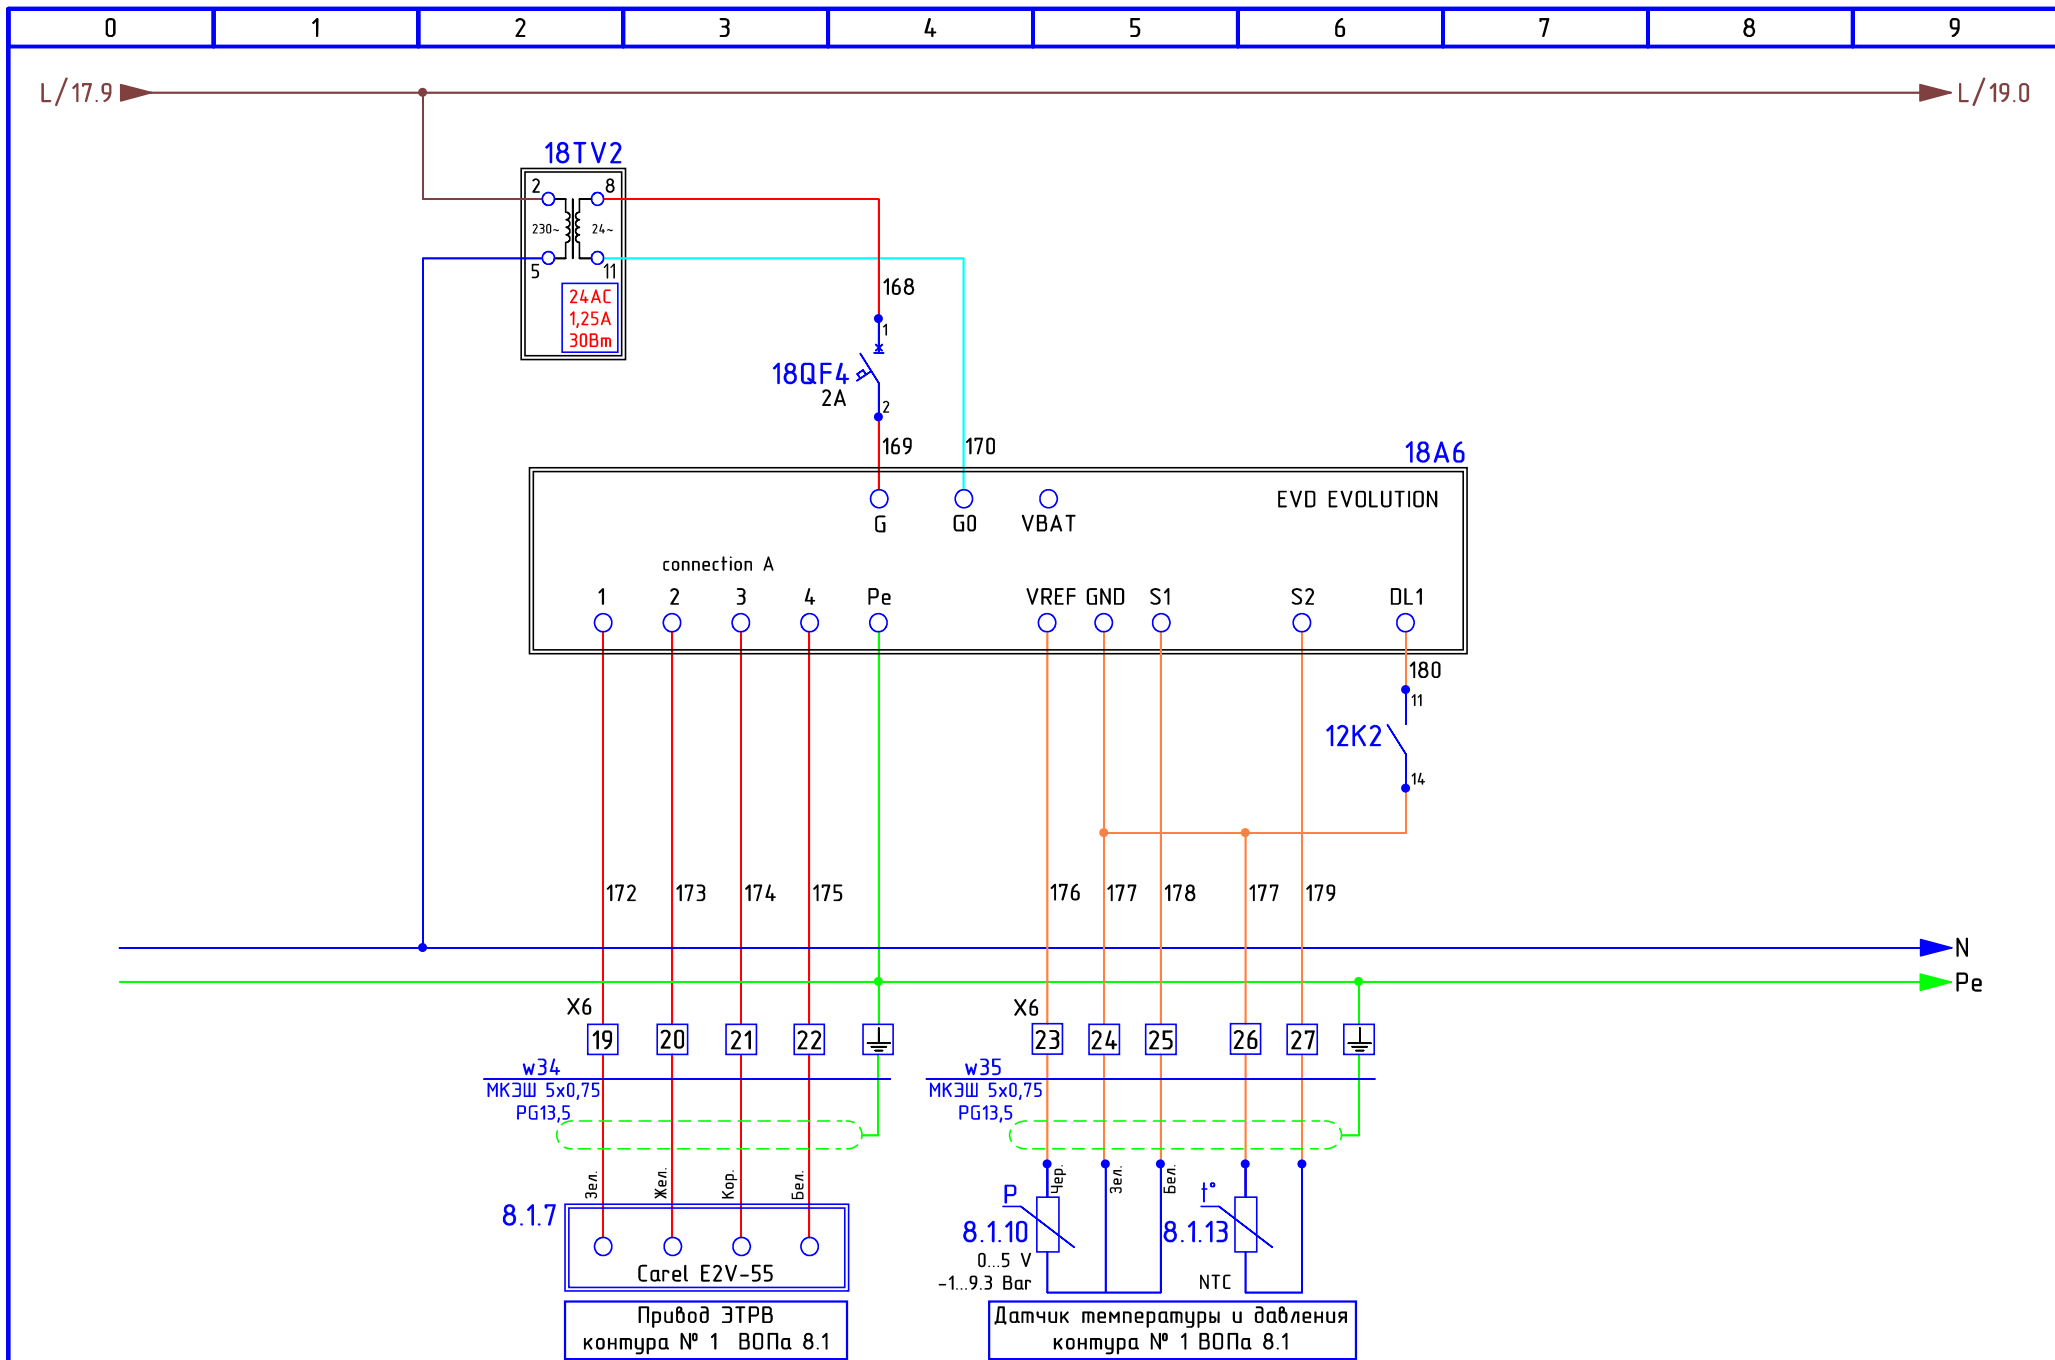 0 1 2 3 4 5 6 7 8 9
L/17.9
L/19.0
18TV2
2 8
230~ 24~
5 11
24AC
1,25A
30Вт
168
1
18QF4
2A
2
169
170
18A6
EVD EVOLUTION
G G0 VBAT
connection A
1 2 3 4 Pe VREF GND S1 S2 DL1
180
11
12K2
14
172 173 174 175 176 177 178 177 179
N
Pe
X6
X6
19 20 21 22 23 24 25 26 27
w34
МКЭШ 5x0,75
PG13,5
w35
МКЭШ 5x0,75
PG13,5
Зел. Жел. Кор. Бел.
Чер. Зел. Бел.
8.1.7
Carel E2V-55
P
8.1.10
0...5 V
-1...9.3 Bar
t°
8.1.13
NTC
Привод ЭТРВ
контура № 1 ВОПа 8.1
Датчик температуры и давления
контура № 1 ВОПа 8.1